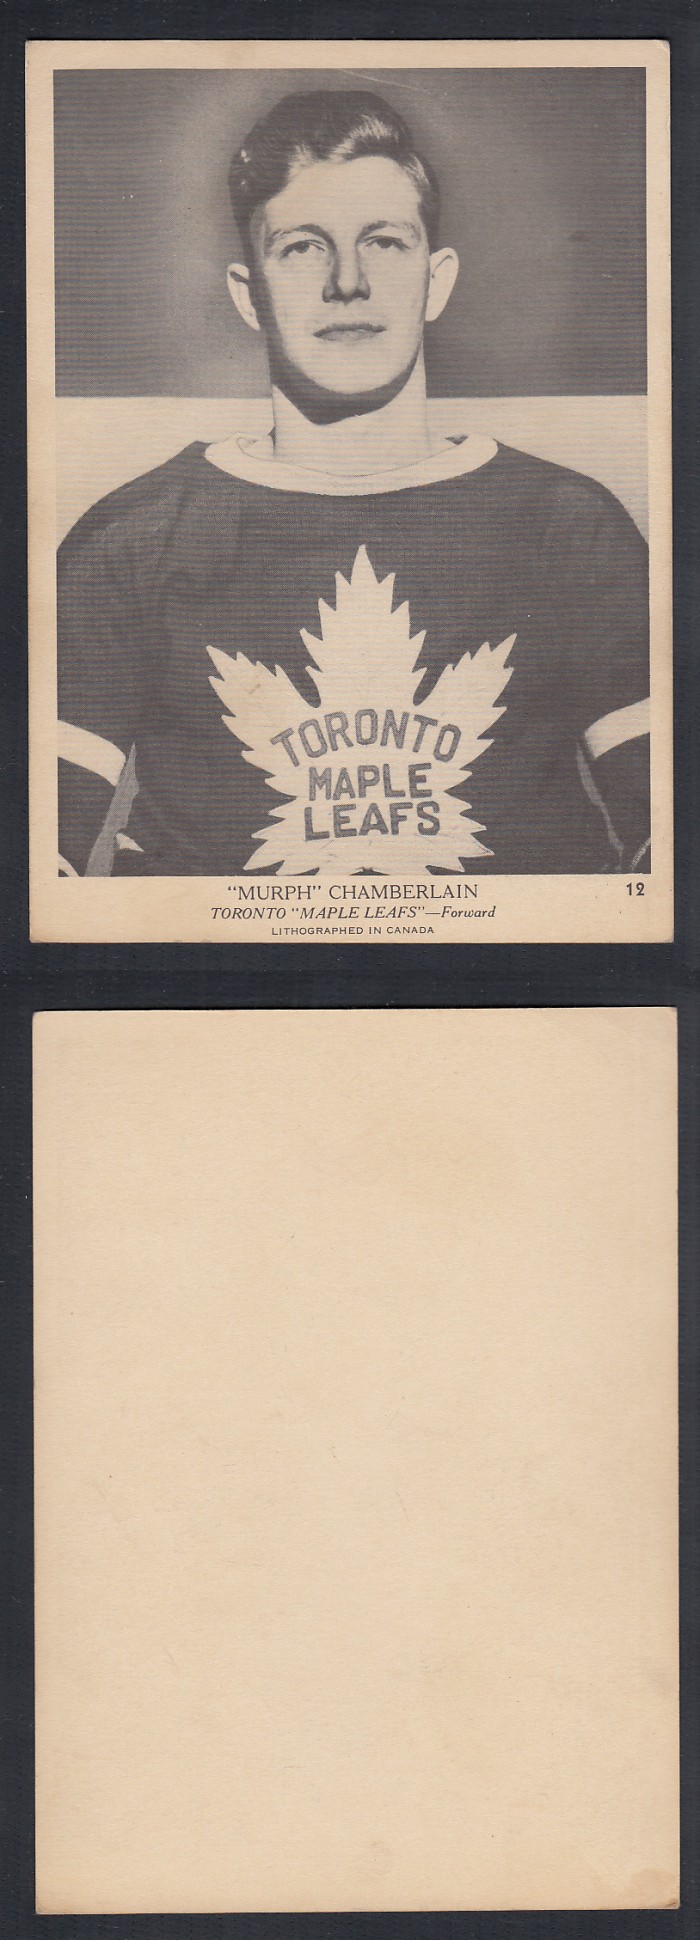 TORONTO
MAPLE
LEAFS
"MURPH" CHAMBERLAIN 12
TORONTO "MAPLE LEAFS"—Forward
LITHOGRAPHED IN CANADA